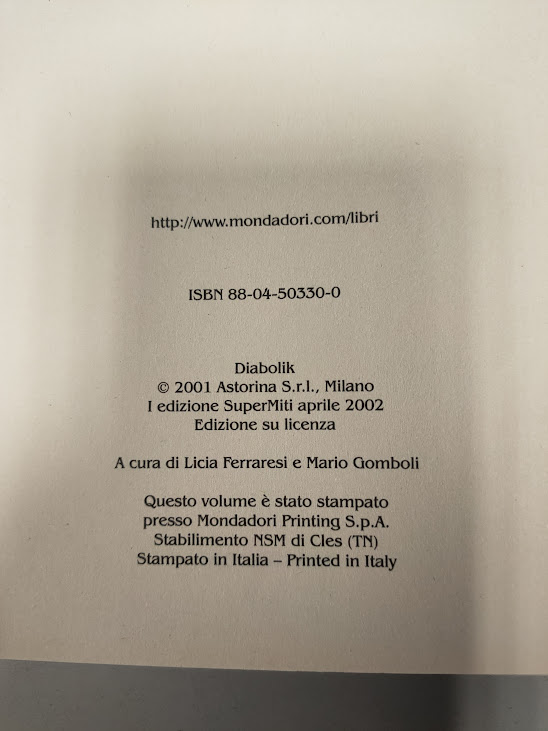 http://www.mondadori.com/libri
ISBN 88-04-50330-0
Diabolik
© 2001 Astorina S.r.l., Milano
I edizione SuperMiti aprile 2002
Edizione su licenza
A cura di Licia Ferraresi e Mario Gomboli
Questo volume è stato stampato
presso Mondadori Printing S.p.A.
Stabilimento NSM di Cles (TN)
Stampato in Italia – Printed in Italy